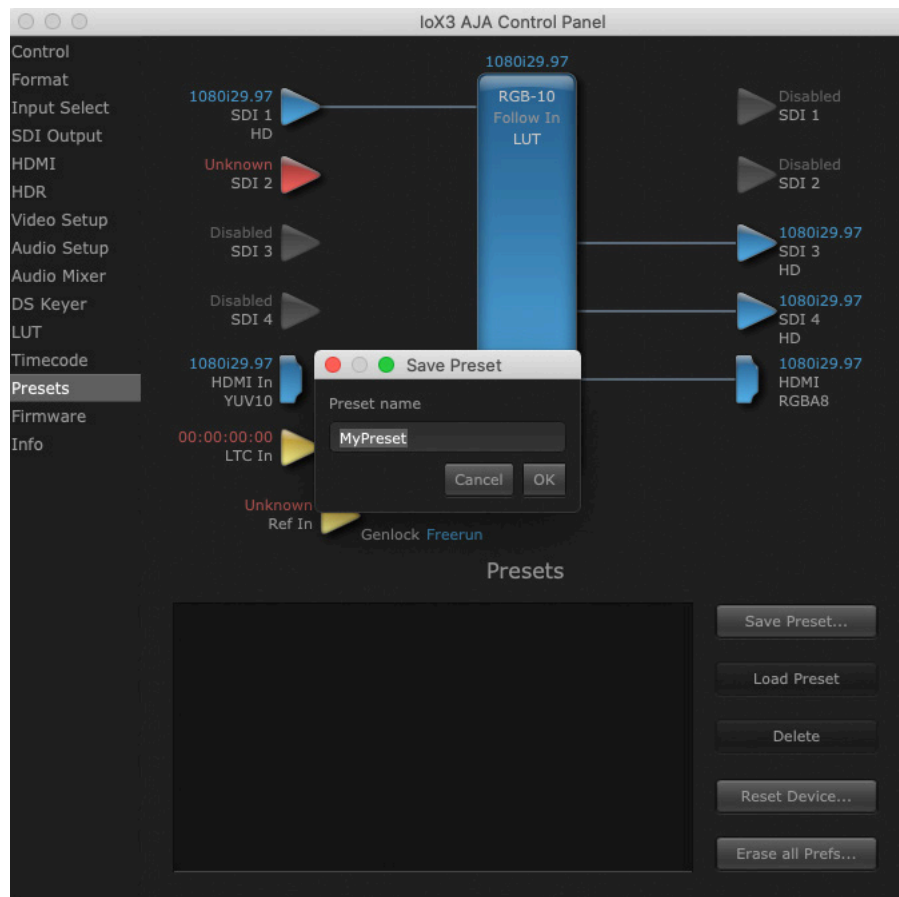 IoX3 AJA Control Panel
Control
Format
Input Select
SDI Output
HDMI
HDR
Video Setup
Audio Setup
Audio Mixer
DS Keyer
LUT
Timecode
Presets
Firmware
Info
1080i29.97
SDI 1
HD
Unknown
SDI 2
Disabled
SDI 3
Disabled
SDI 4
1080i29.97
HDMI In
YUV10
00:00:00:00
LTC In
Unknown
Ref In
Genlock Freerun
1080i29.97
RGB-10
Follow In
LUT
Disabled
SDI 1
Disabled
SDI 2
1080i29.97
SDI 3
HD
1080i29.97
SDI 4
HD
1080i29.97
HDMI
RGBA8
Save Preset
Preset name
MyPreset
Cancel OK
Presets
Save Preset...
Load Preset
Delete
Reset Device...
Erase all Prefs...